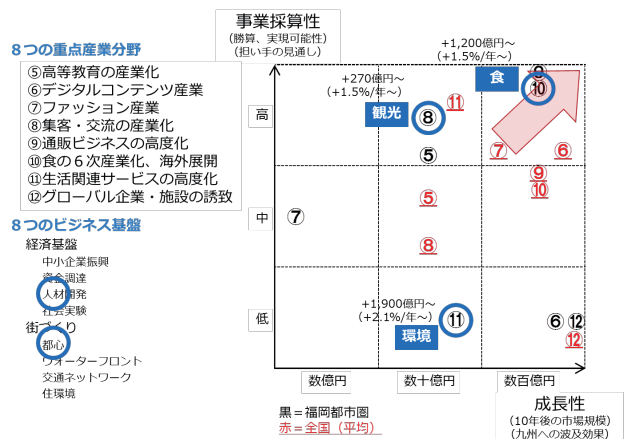 事業採算性
（勝算、実現可能性）
（担い手の見通し）
８つの重点産業分野
⑤高等教育の産業化
⑥デジタルコンテンツ産業
⑦ファッション産業
⑧集客・交流の産業化
⑨通販ビジネスの高度化
⑩食の６次産業化、海外展開
⑪生活関連サービスの高度化
⑫グローバル企業・施設の誘致
８つのビジネス基盤
経済基盤
中小企業振興
資金調達
人材開発
社会実験
街づくり
都心
ウォーターフロント
交通ネットワーク
住環境
+1,200億円～
（+1.5%/年～）
食
⑨
⑩
+270億円～
（+1.5%/年～）
観光
⑧
⑪
高
⑤
⑦
⑥
⑨
⑩
中
⑦
⑤
⑧
+1,900億円～
（+2.1%/年～）
低
環境
⑪
⑥
⑫
⑫
数億円
数十億円
数百億円
黒＝福岡都市圏
赤＝全国（平均）
成長性
（10年後の市場規模）
（九州への波及効果）